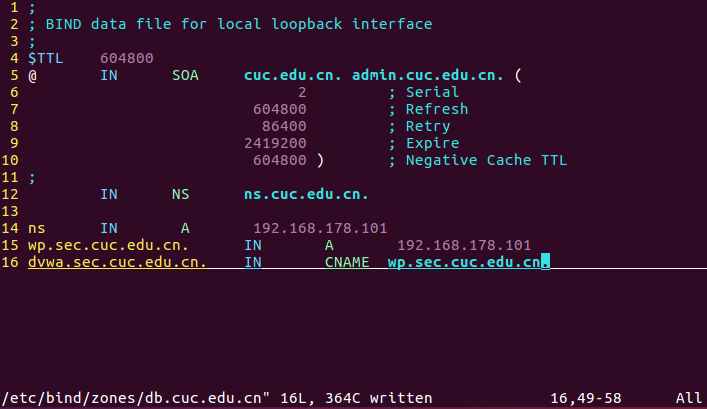 1 ;
2 ; BIND data file for local loopback interface
3 ;
4 $TTL    604800
5 @       IN      SOA     cuc.edu.cn. admin.cuc.edu.cn. (
6                               2         ; Serial
7                          604800         ; Refresh
8                           86400         ; Retry
9                         2419200         ; Expire
10                         604800 )       ; Negative Cache TTL
11 ;
12         IN      NS      ns.cuc.edu.cn.
13
14 ns      IN       A       192.168.178.101
15 wp.sec.cuc.edu.cn.      IN       A       192.168.178.101
16 dvwa.sec.cuc.edu.cn.    IN       CNAME  wp.sec.cuc.edu.cn.
/etc/bind/zones/db.cuc.edu.cn" 16L, 364C written             16,49-58      All